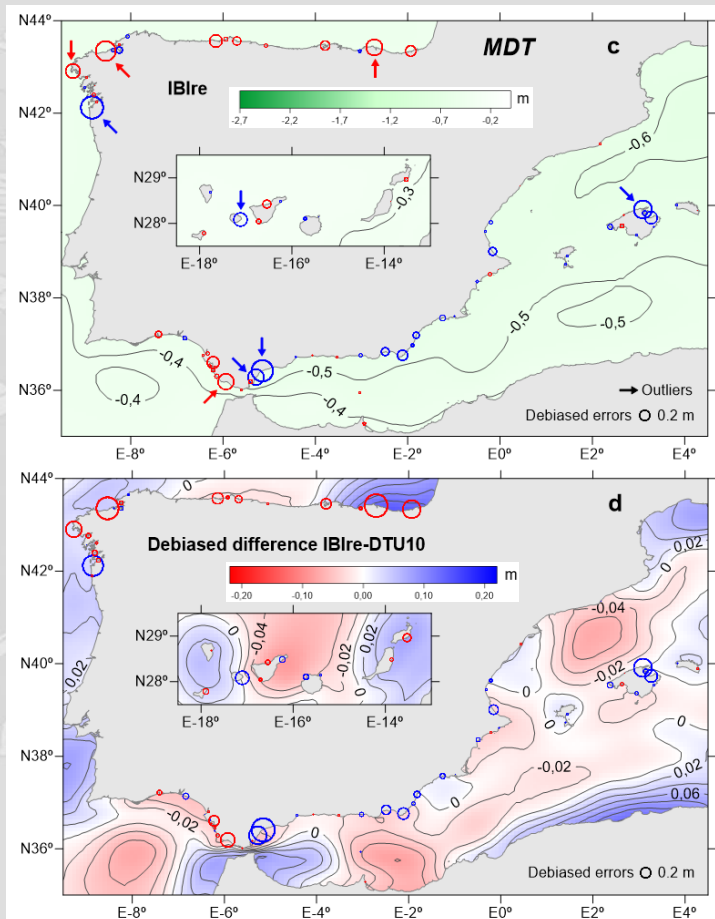 N44º
MDT
c
IBIre
m
-2,7 -2,2 -1,7 -1,2 -0,7 -0,2
N42º
-0,6
N29º
N28º
-0,3
E-18º E-16º E-14º
N40º
N38º
-0,5
-0,5
-0,4
-0,5
-0,4
-0,4
N36º
Outliers
Debiased errors 0.2 m
E-8º E-6º E-4º E-2º E0º E2º E4º
N44º
0
d
Debiased difference IBIre-DTU10
m
-0,20 -0,10 0,00 0,10 0,20
0,02
N42º
0,02
-0,04
N29º
N28º
0
-0,04
-0,02
0,02
0
0
E-18º E-16º E-14º
N40º
-0,02
0
0
0
N38º
-0,02
0
0,02
0,06
-0,02
0
N36º
Debiased errors 0.2 m
E-8º E-6º E-4º E-2º E0º E2º E4º